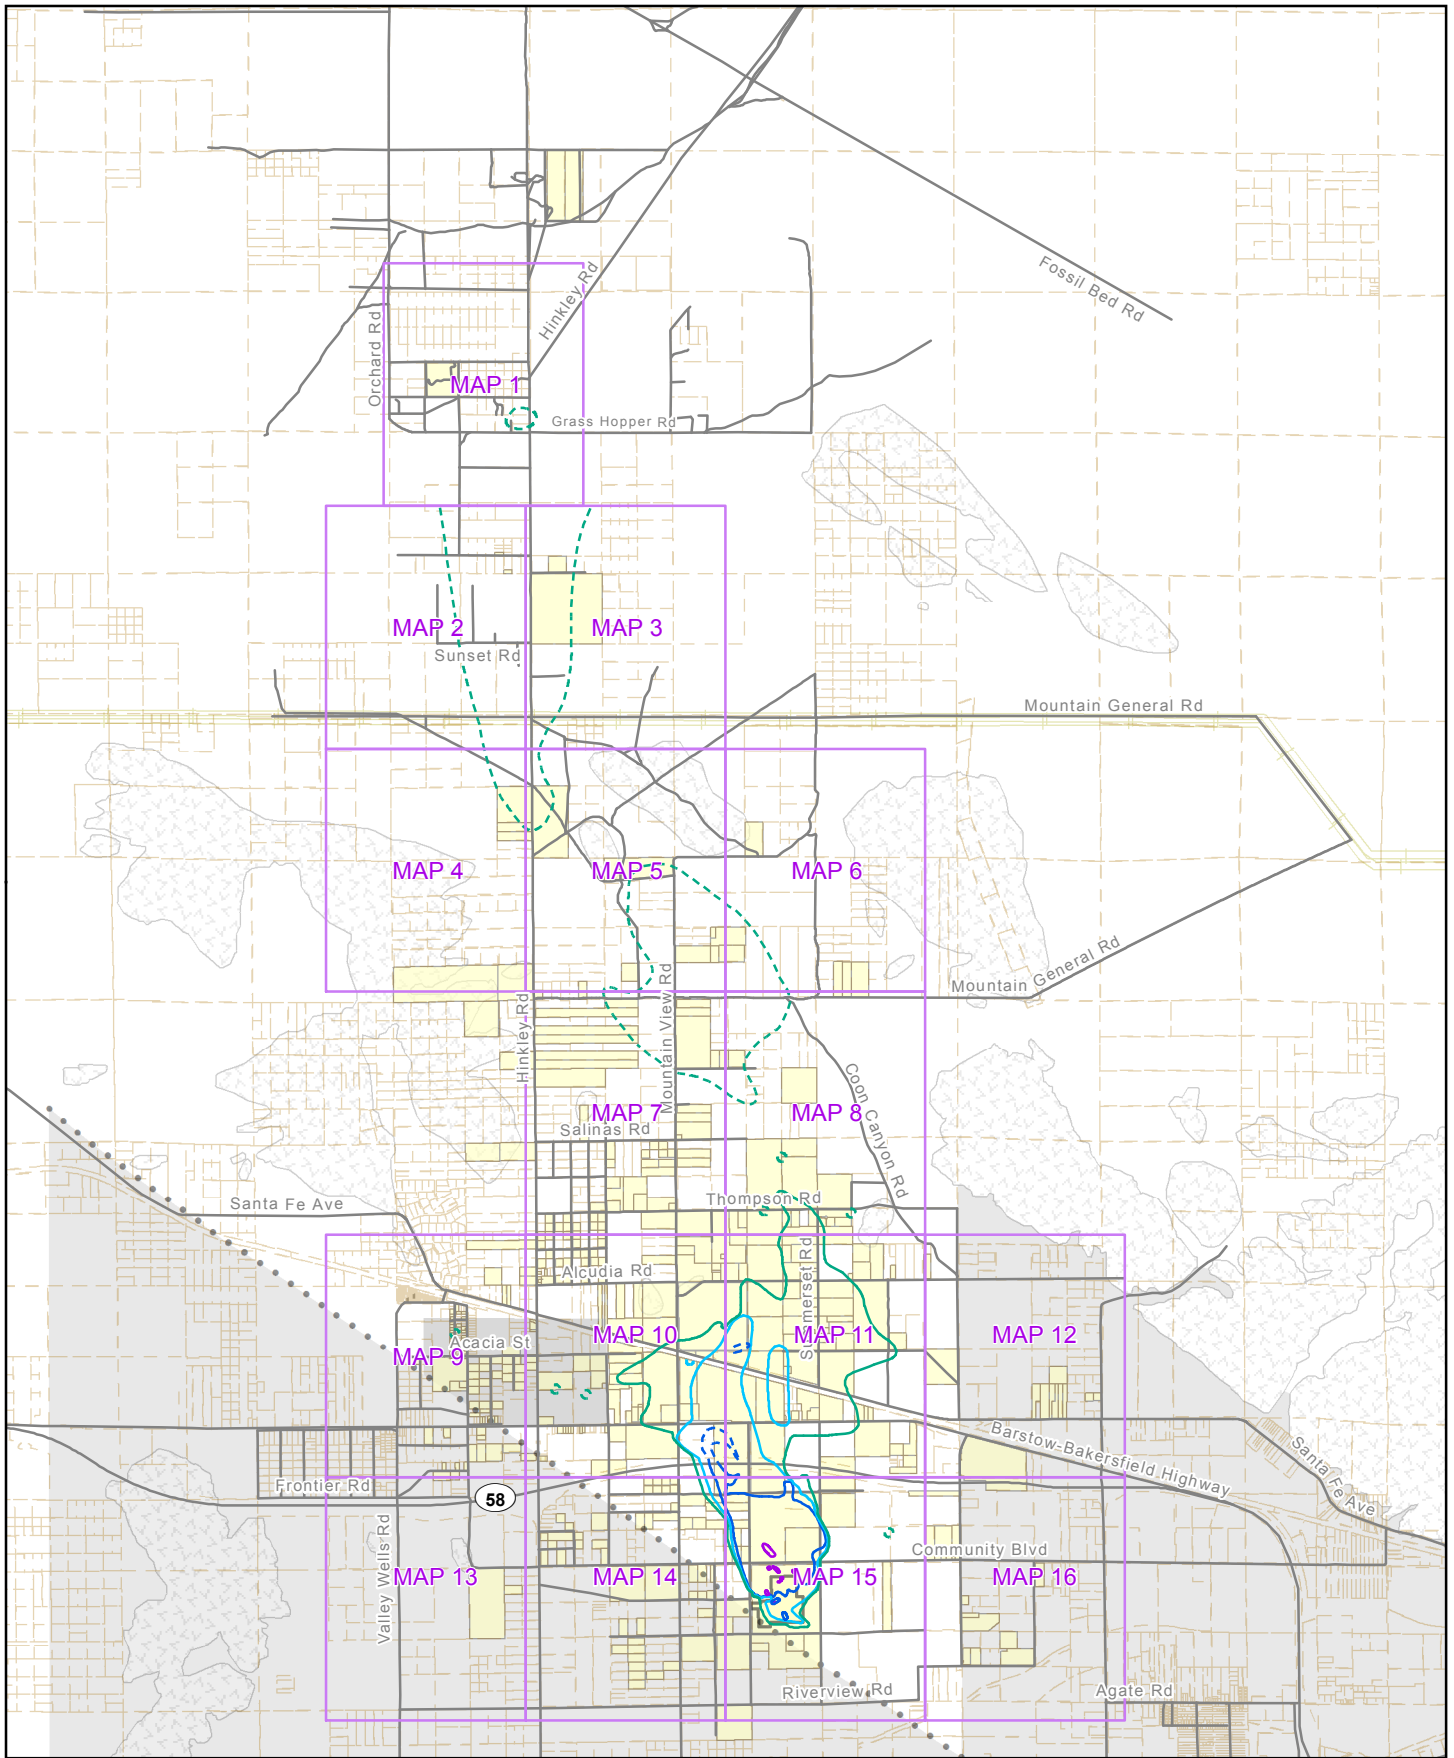 Fossil Bed Rd
Hinkley Rd
Orchard Rd
MAP 1
Grass Hopper Rd
MAP 2
MAP 3
Sunset Rd
Mountain General Rd
MAP 4
MAP 5
MAP 6
Mountain General Rd
Hinkley Rd
Mountain View Rd
Coon Canyon Rd
MAP 7
MAP 8
Salinas Rd
Santa Fe Ave
Thompson Rd
Alcudia Rd
Summerset Rd
MAP 10
MAP 11
MAP 12
Acacia St
MAP 9
Barstow-Bakersfield Highway
Santa Fe Ave
Frontier Rd
58
Valley Wells Rd
Community Blvd
MAP 13
MAP 14
MAP 15
MAP 16
Riverview Rd
Agate Rd